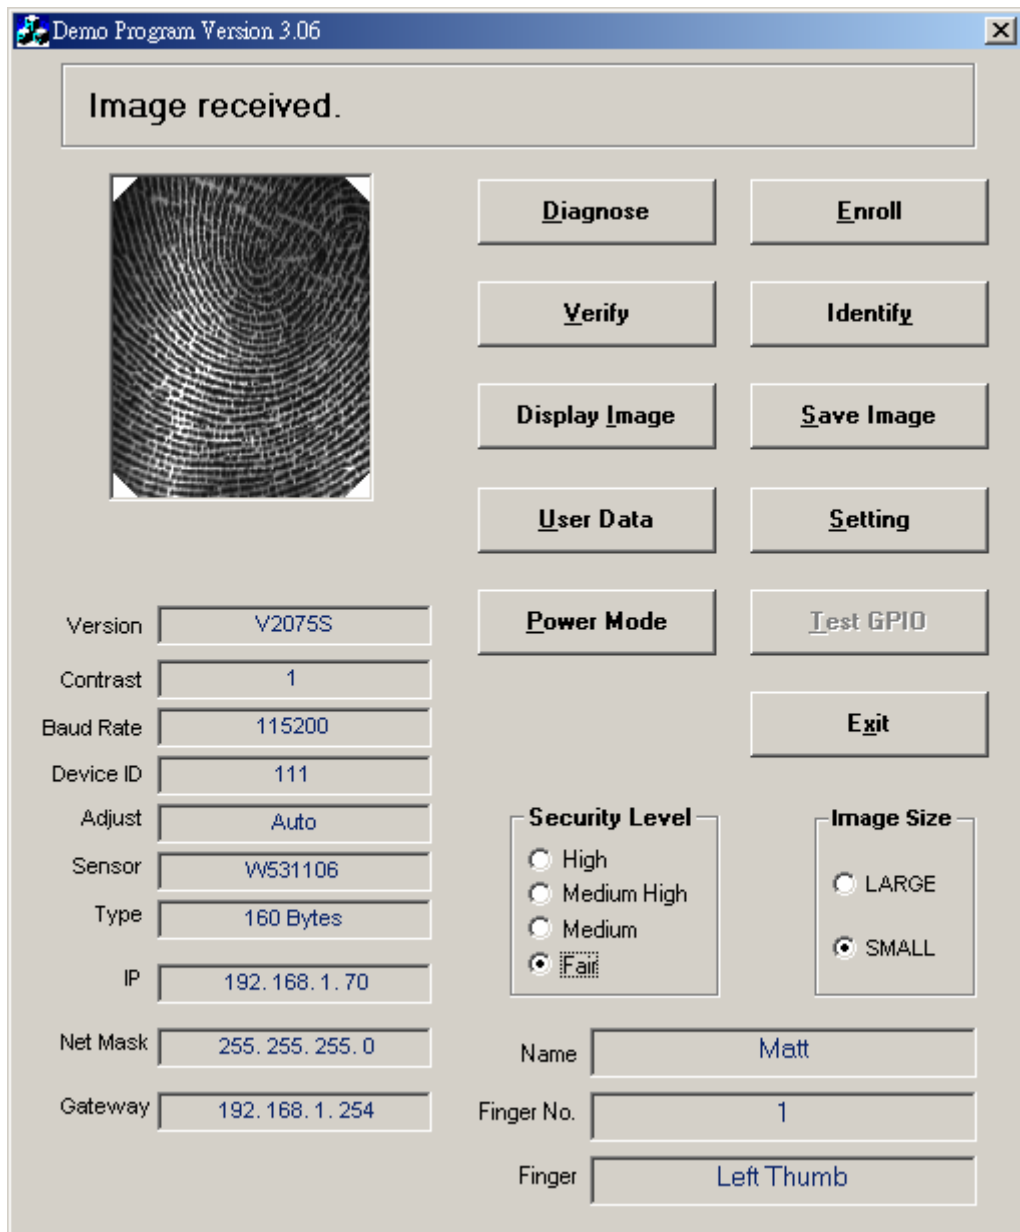 Demo Program Version 3.06
Image received.
Diagnose
Enroll
Verify
Identify
Display Image
Save Image
User Data
Setting
Power Mode
Test GPIO
Exit
Version V2075S
Contrast 1
Baud Rate 115200
Device ID 111
Adjust Auto
Sensor W531106
Type 160 Bytes
IP 192.168.1.70
Net Mask 255.255.255.0
Gateway 192.168.1.254
Security Level
High
Medium High
Medium
Fair
Image Size
LARGE
SMALL
Name Matt
Finger No. 1
Finger Left Thumb